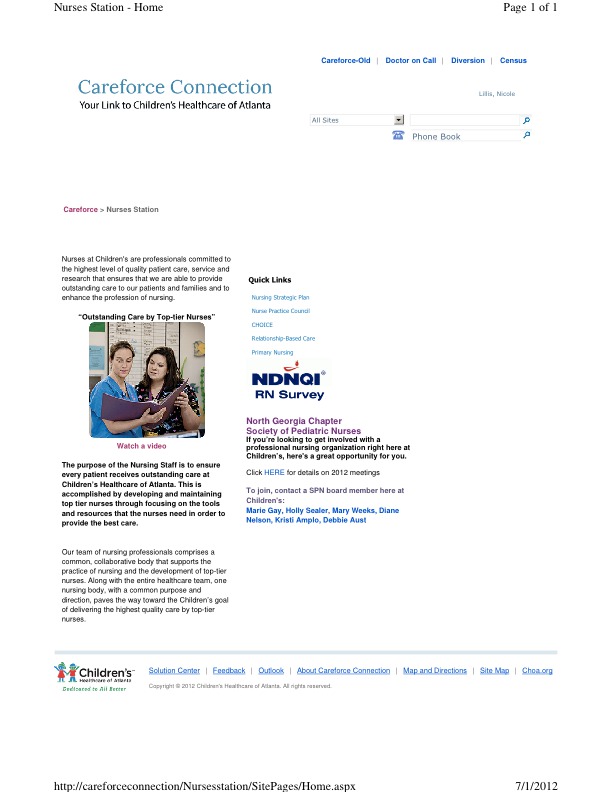 Nurses Station - Home
Page 1 of 1
Careforce-Old | Doctor on Call | Diversion | Census
Careforce Connection
Your Link to Children's Healthcare of Atlanta
Lillis, Nicole
All Sites
Phone Book
Careforce > Nurses Station
Nurses at Children's are professionals committed to
the highest level of quality patient care, service and
research that ensures that we are able to provide
outstanding care to our patients and families and to
enhance the profession of nursing.
“Outstanding Care by Top-tier Nurses”
Watch a video
The purpose of the Nursing Staff is to ensure
every patient receives outstanding care at
Children's Healthcare of Atlanta. This is
accomplished by developing and maintaining
top tier nurses through focusing on the tools
and resources that the nurses need in order to
provide the best care.
Our team of nursing professionals comprises a
common, collaborative body that supports the
practice of nursing and the development of top-tier
nurses. Along with the entire healthcare team, one
nursing body, with a common purpose and
direction, paves the way toward the Children's goal
of delivering the highest quality care by top-tier
nurses.
Quick Links
Nursing Strategic Plan
Nurse Practice Council
CHOICE
Relationship-Based Care
Primary Nursing
NDNQI®
RN Survey
North Georgia Chapter
Society of Pediatric Nurses
If you're looking to get involved with a
professional nursing organization right here at
Children's, here's a great opportunity for you.
Click HERE for details on 2012 meetings
To join, contact a SPN board member here at
Children's:
Marie Gay, Holly Sealer, Mary Weeks, Diane
Nelson, Kristi Amplo, Debbie Aust
Children's™
Healthcare of Atlanta
Dedicated to All Better
Solution Center | Feedback | Outlook | About Careforce Connection | Map and Directions | Site Map | Choa.org
Copyright © 2012 Children's Healthcare of Atlanta. All rights reserved.
http://careforceconnection/Nursesstation/SitePages/Home.aspx
7/1/2012